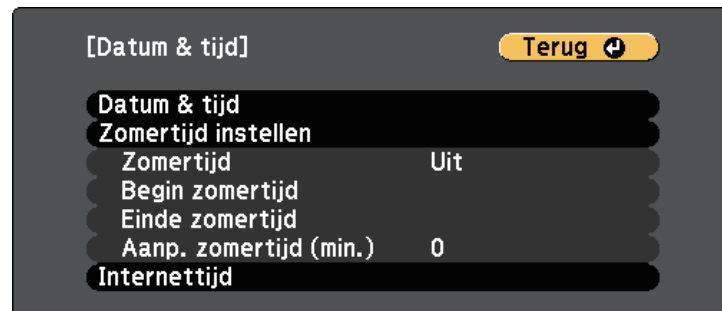 [Datum & tijd] Terug
Datum & tijd
Zomertijd instellen
Zomertijd Uit
Begin zomertijd
Einde zomertijd
Aanp. zomertijd (min.) 0
Internettijd